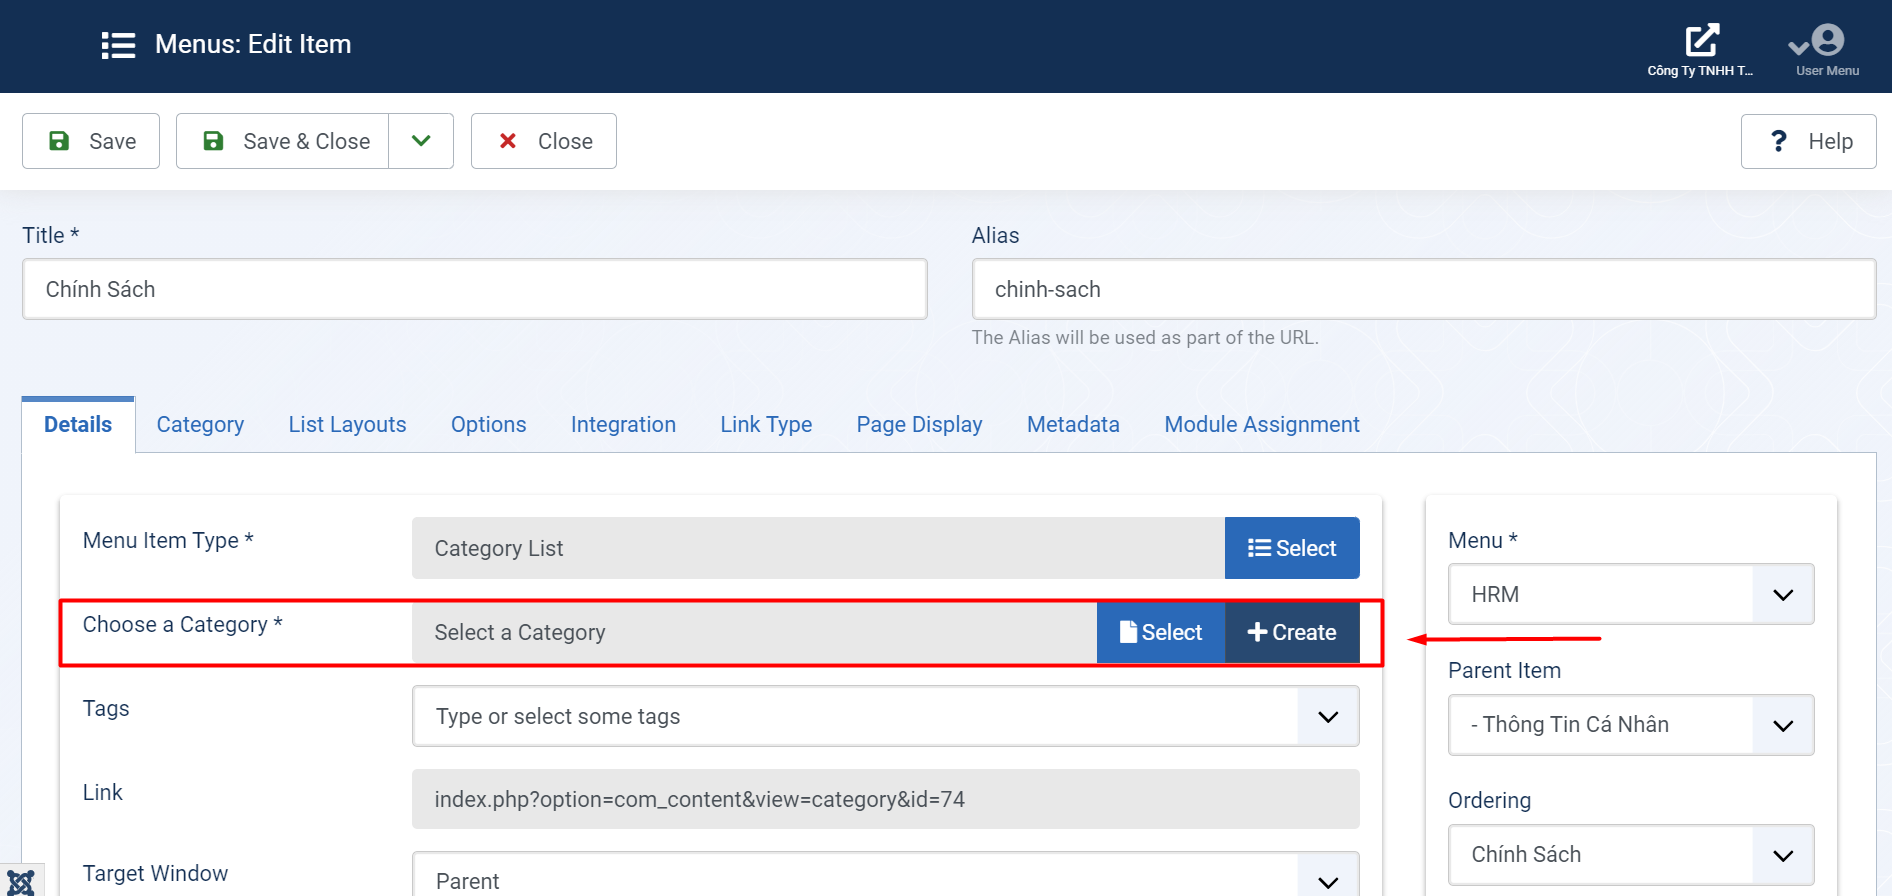 Menus: Edit Item
Công Ty TNHH T...
User Menu
Save
Save & Close
Close
? Help
Title *
Chính Sách
Alias
chinh-sach
The Alias will be used as part of the URL.
Details
Category
List Layouts
Options
Integration
Link Type
Page Display
Metadata
Module Assignment
Menu Item Type *
Category List
Select
Choose a Category *
Select a Category
Select
Create
Tags
Type or select some tags
Link
index.php?option=com_content&view=category&id=74
Target Window
Parent
Menu *
HRM
Parent Item
- Thông Tin Cá Nhân
Ordering
Chính Sách